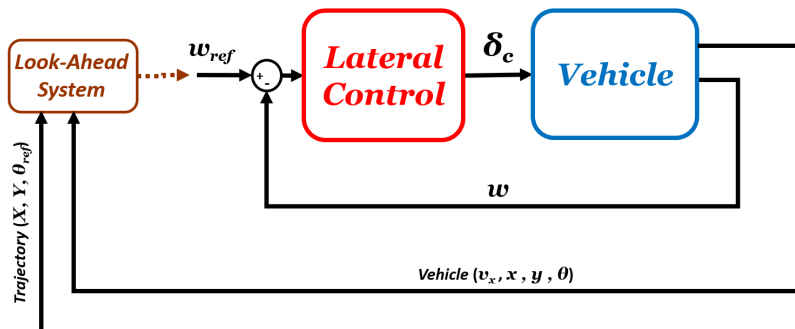 Look-Ahead
System
w_ref
+
-
Lateral
Control
δ_c
Vehicle
w
Trajectory (X, Y, θ_ref)
Vehicle (v_x, x , y , θ)